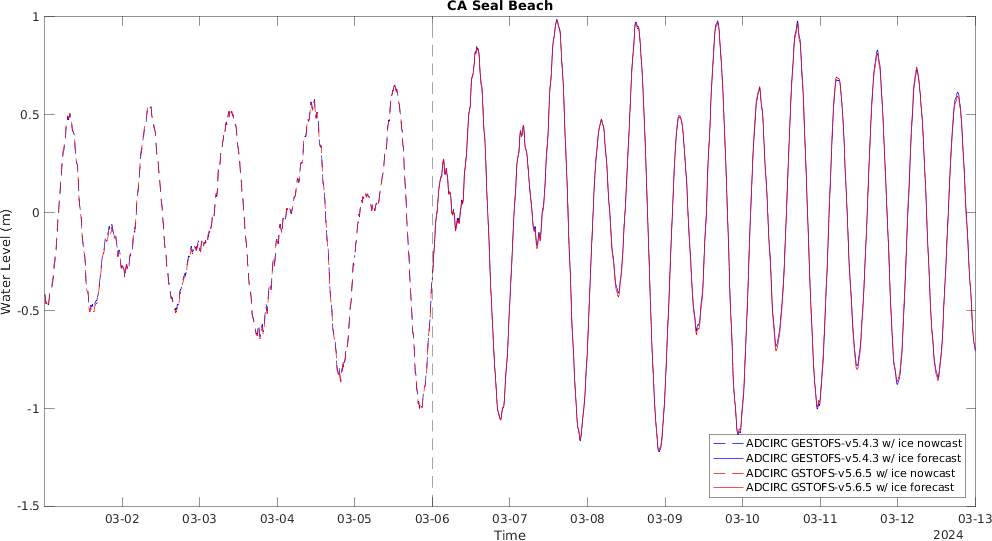 CA Seal Beach
1
0.5
0
-0.5
-1
-1.5
Water Level (m)
03-02 03-03 03-04 03-05 03-06 03-07 03-08 03-09 03-10 03-11 03-12 03-13
Time
2024
ADCIRC GESTOFS-v5.4.3 w/ ice nowcast
ADCIRC GESTOFS-v5.4.3 w/ ice forecast
ADCIRC GSTOFS-v5.6.5 w/ ice nowcast
ADCIRC GSTOFS-v5.6.5 w/ ice forecast